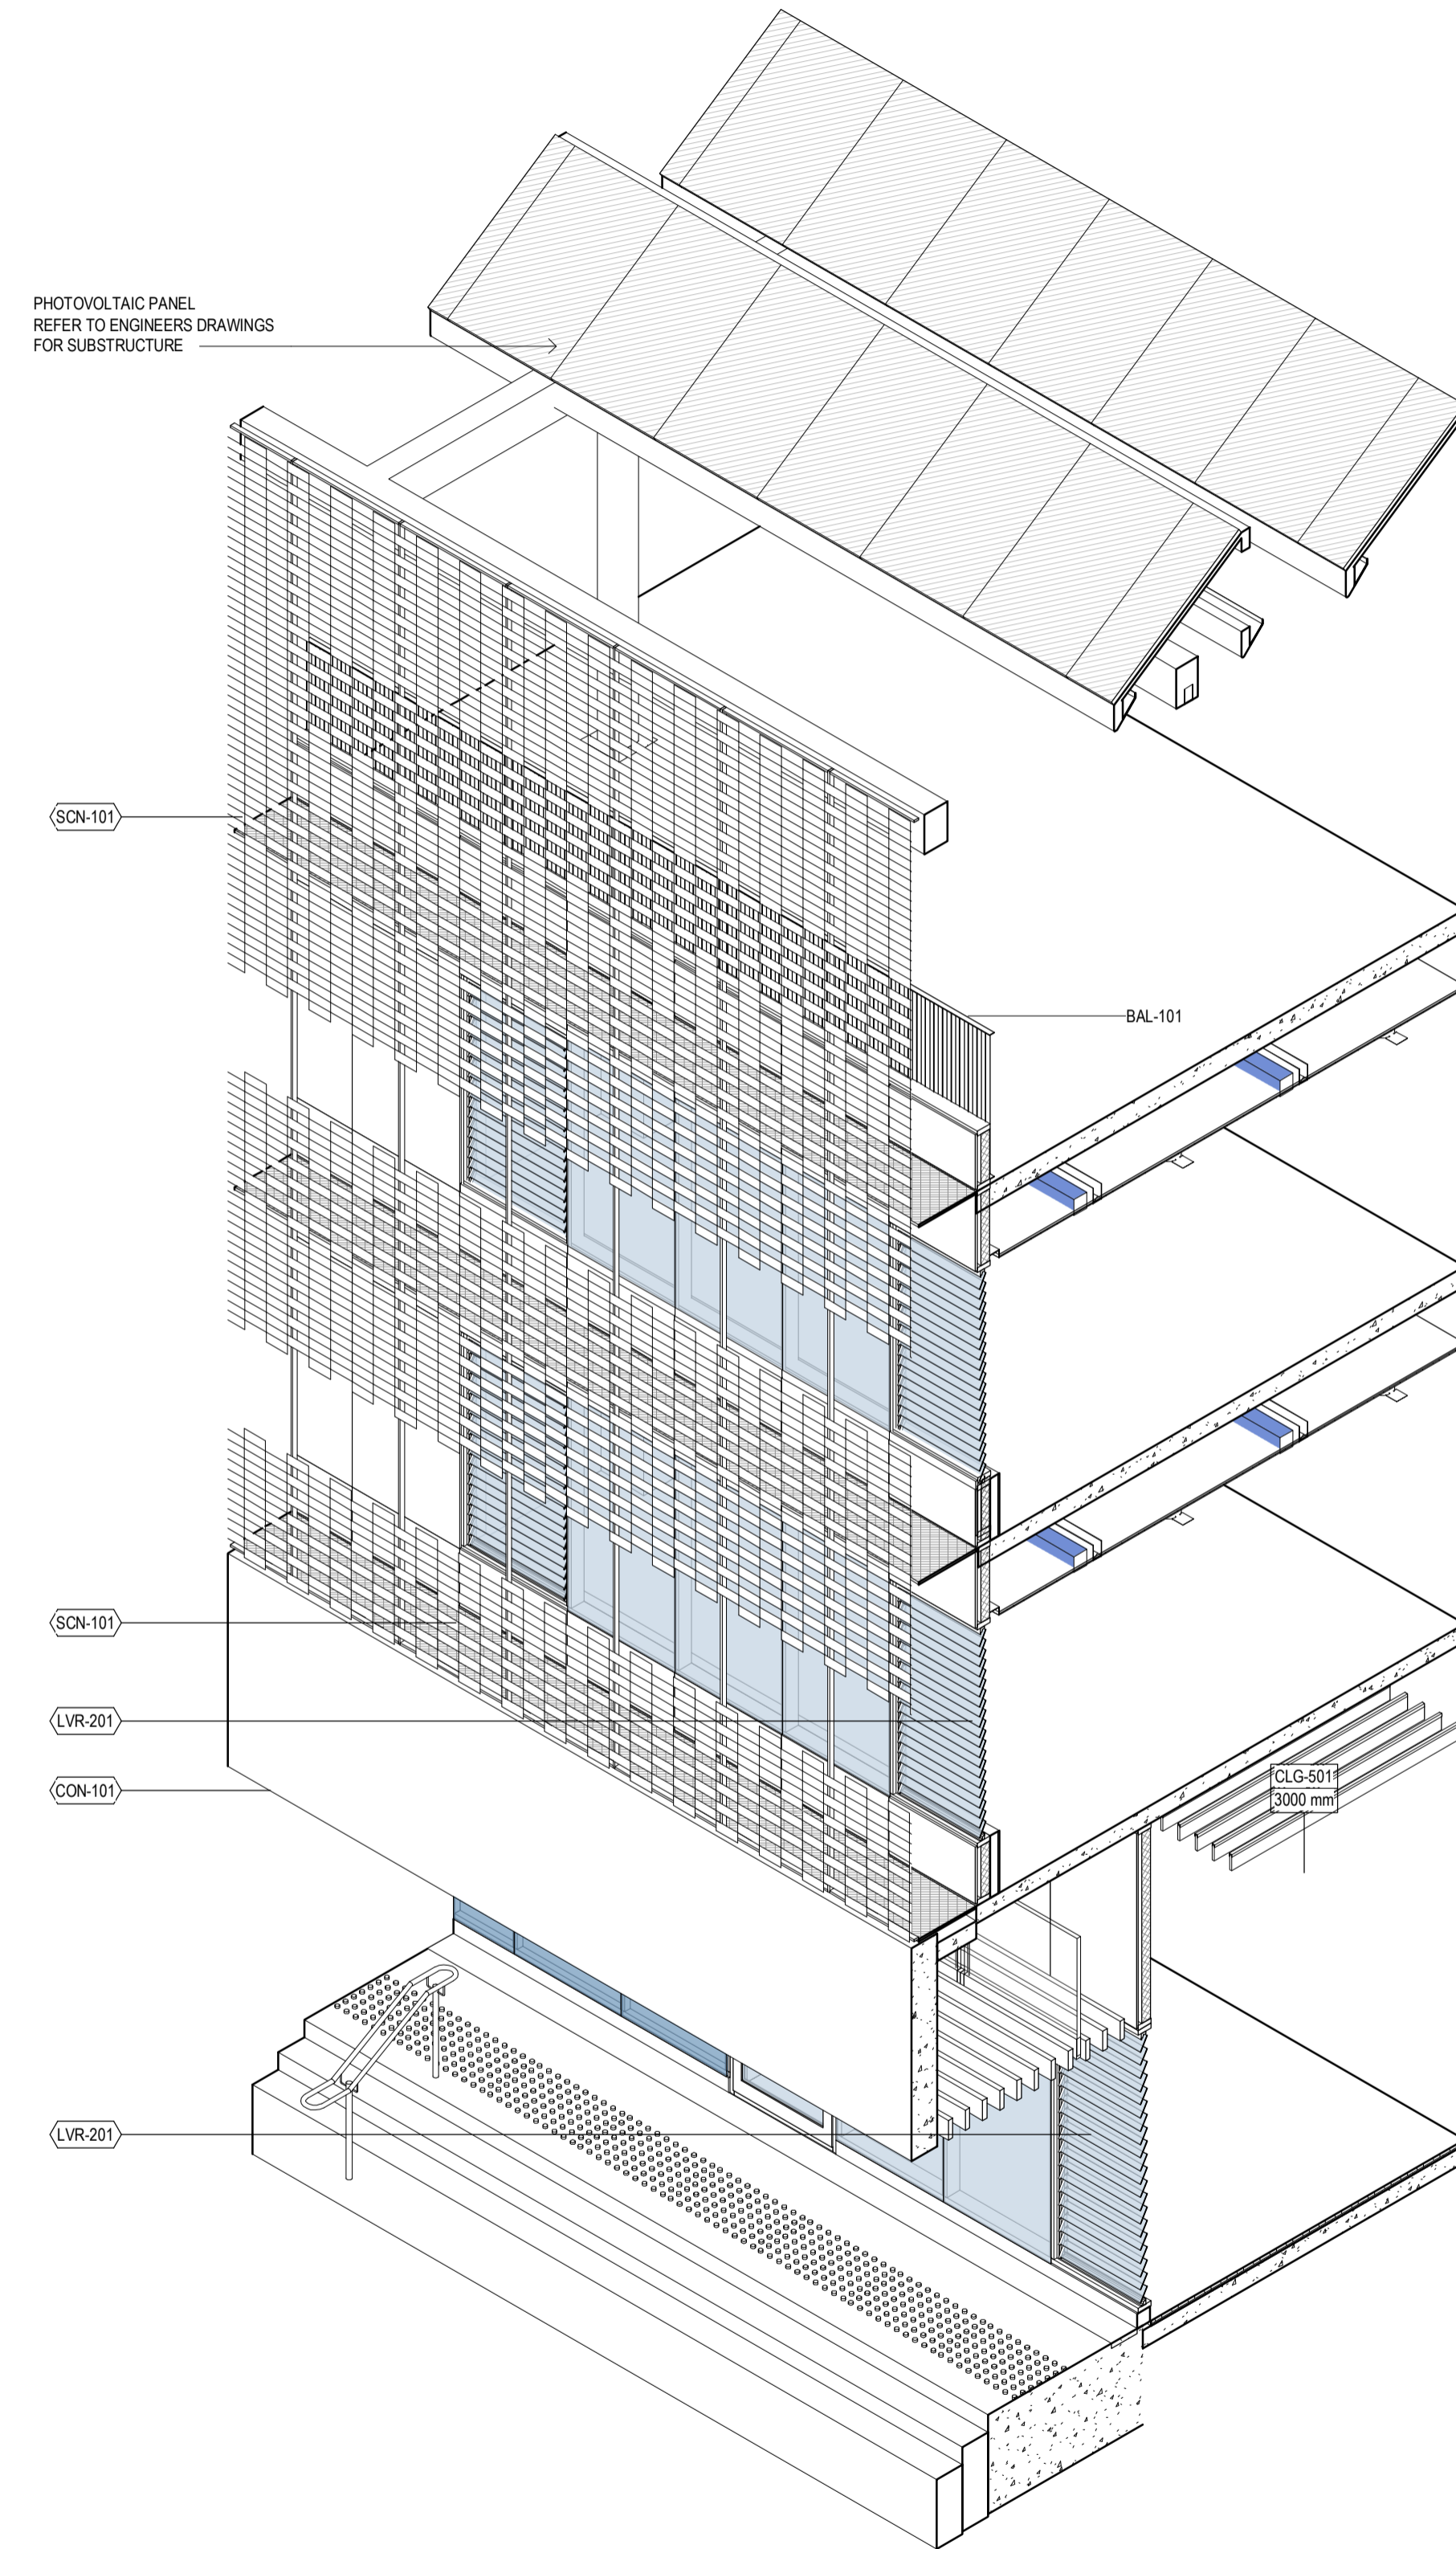 PHOTOVOLTAIC PANEL
REFER TO ENGINEERS DRAWINGS
FOR SUBSTRUCTURE
SCN-101
BAL-101
SCN-101
LVR-201
CON-101
CLG-501
3000 mm
LVR-201